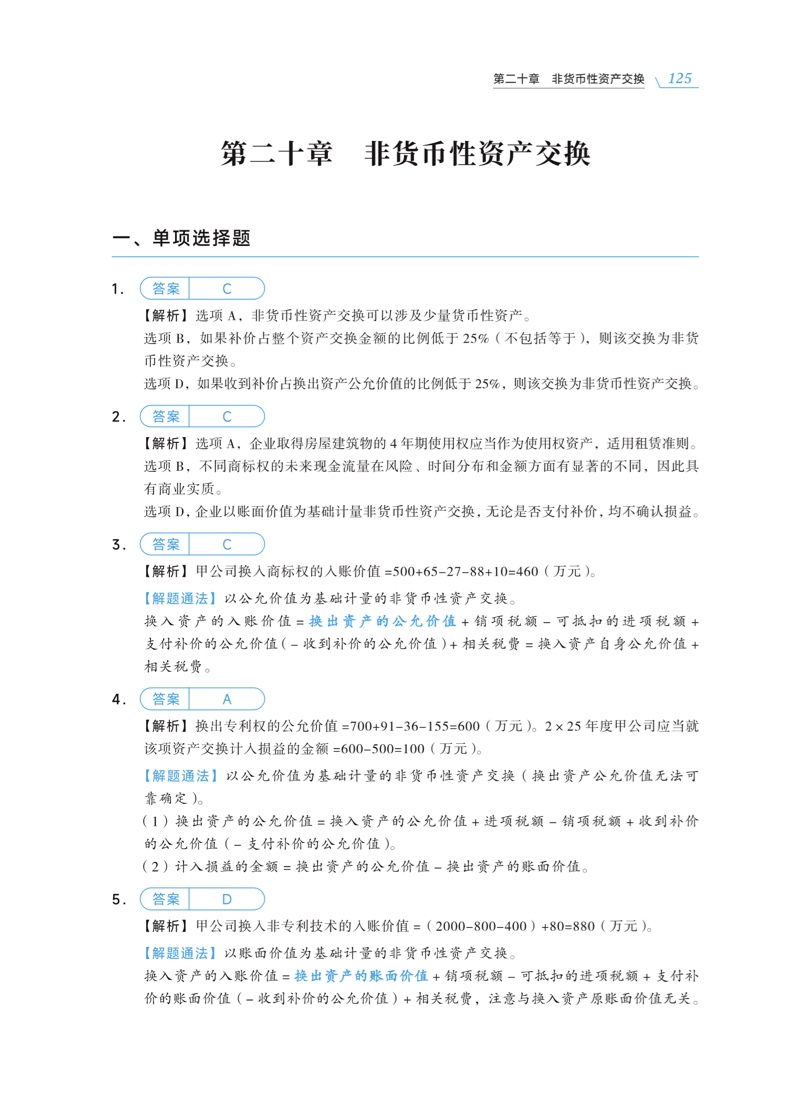 第二十章　非货币性资产交换　125
第二十章　非货币性资产交换
一、单项选择题
1. 答案 C
【解析】选项 A，非货币性资产交换可以涉及少量货币性资产。
选项 B，如果补价占整个资产交换金额的比例低于 25%（不包括等于），则该交换为非货
币性资产交换。
选项 D，如果收到补价占换出资产公允价值的比例低于 25%，则该交换为非货币性资产交换。
2. 答案 C
【解析】选项 A，企业取得房屋建筑物的 4 年期使用权应当作为使用权资产，适用租赁准则。
选项 B，不同商标权的未来现金流量在风险、时间分布和金额方面有显著的不同，因此具
有商业实质。
选项 D，企业以账面价值为基础计量非货币性资产交换，无论是否支付补价，均不确认损益。
3. 答案 C
【解析】甲公司换入商标权的入账价值 =500+65-27-88+10=460（万元）。
【解题通法】以公允价值为基础计量的非货币性资产交换。
换入资产的入账价值 = 换出资产的公允价值 + 销项税额 - 可抵扣的进项税额 +
支付补价的公允价值（- 收到补价的公允价值）+ 相关税费 = 换入资产自身公允价值 +
相关税费。
4. 答案 A
【解析】换出专利权的公允价值 =700+91-36-155=600（万元）。2×25 年度甲公司应当就
该项资产交换计入损益的金额 =600-500=100（万元）。
【解题通法】以公允价值为基础计量的非货币性资产交换（换出资产公允价值无法可
靠确定）。
（1）换出资产的公允价值 = 换入资产的公允价值 + 进项税额 - 销项税额 + 收到补价
的公允价值（- 支付补价的公允价值）。
（2）计入损益的金额 = 换出资产的公允价值 - 换出资产的账面价值。
5. 答案 D
【解析】甲公司换入非专利技术的入账价值 =（2000-800-400）+80=880（万元）。
【解题通法】以账面价值为基础计量的非货币性资产交换。
换入资产的入账价值 = 换出资产的账面价值 + 销项税额 - 可抵扣的进项税额 + 支付补
价的账面价值（- 收到补价的公允价值）+ 相关税费，注意与换入资产原账面价值无关。